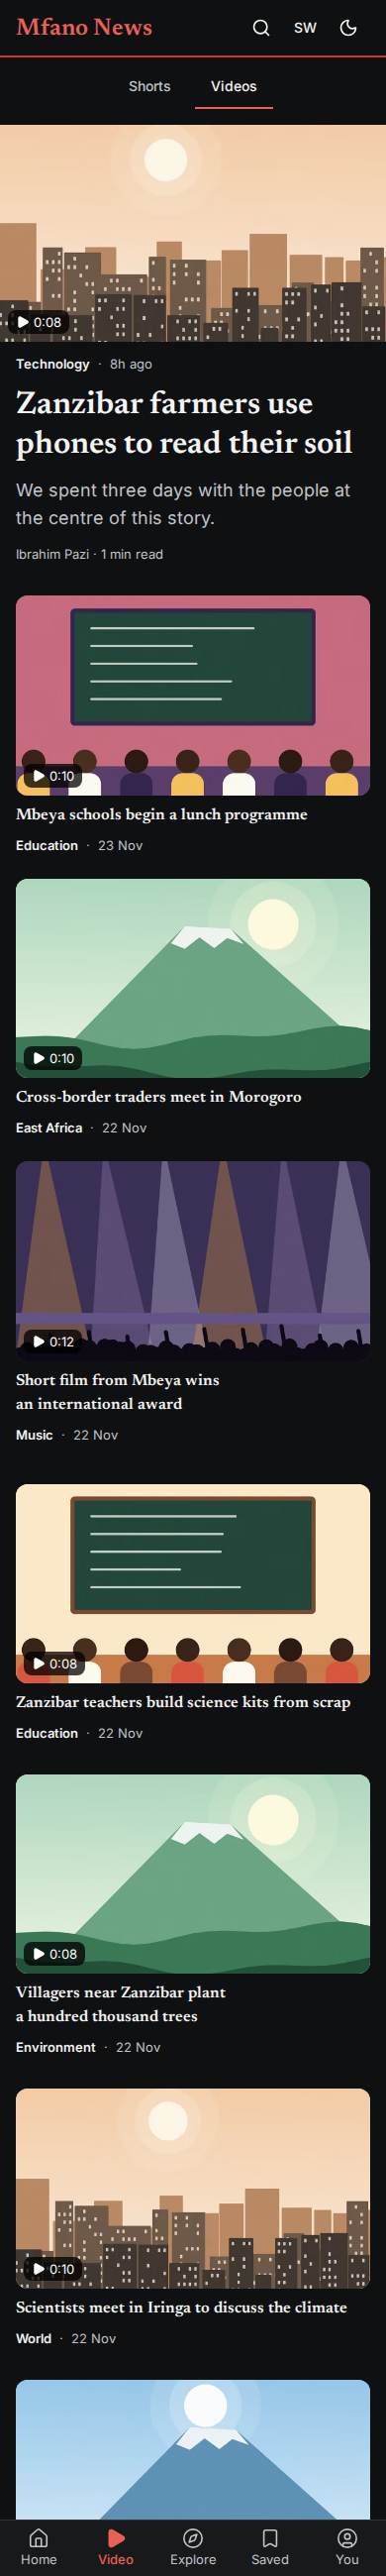 Mfano News
SW
Shorts
Videos
0:08
Technology · 8h ago
Zanzibar farmers use
phones to read their soil
We spent three days with the people at
the centre of this story.
Ibrahim Pazi · 1 min read
0:10
Mbeya schools begin a lunch programme
Education · 23 Nov
0:10
Cross-border traders meet in Morogoro
East Africa · 22 Nov
0:12
Short film from Mbeya wins
an international award
Music · 22 Nov
0:08
Zanzibar teachers build science kits from scrap
Education · 22 Nov
0:08
Villagers near Zanzibar plant
a hundred thousand trees
Environment · 22 Nov
0:10
Scientists meet in Iringa to discuss the climate
World · 22 Nov
Home
Video
Explore
Saved
You